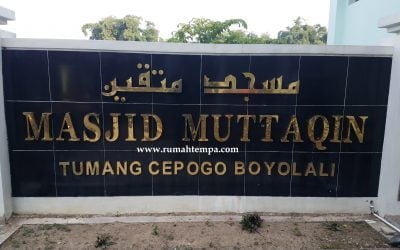 مسجد متقين
MASJID MUTTAQIN
www.rumahtempa.com
TUMANG CEPOGO BOYOLALI